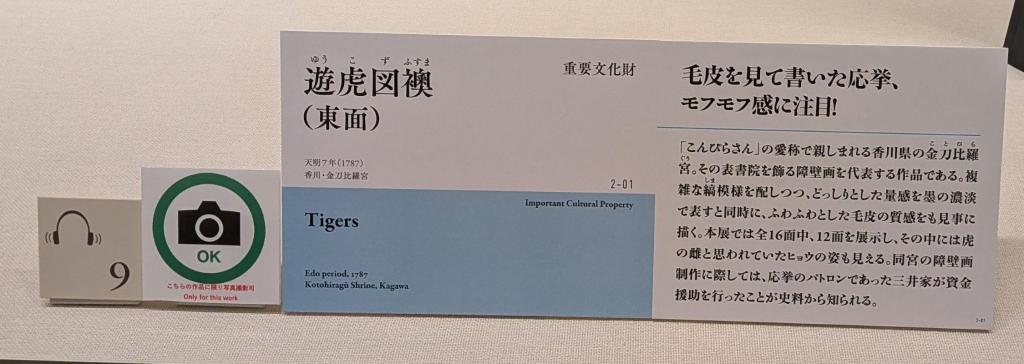 9
OK
こちらの作品に限り写真撮影可
Only for this work
ゆうこずふすま
遊虎図襖
(東面)
重要文化財
天明7年(1787)
香川・金刀比羅宮
2-01
Important Cultural Property
Tigers
Edo period, 1787
Kotohiragū Shrine, Kagawa
毛皮を見て書いた応挙、
モフモフ感に注目!
ことひら
「こんぴらさん」の愛称で親しまれる香川県の金刀比羅
ぐう
宮。その表書院を飾る障壁画を代表する作品である。複
しま
雑な縞模様を配しつつ、どっしりとした量感を墨の濃淡
で表すと同時に、ふわふわとした毛皮の質感をも見事に
描く。本展では全16面中、12面を展示し、その中には虎
の雌と思われていたヒョウの姿も見える。同宮の障壁画
制作に際しては、応挙のパトロンであった三井家が資金
援助を行ったことが史料から知られる。
2-01